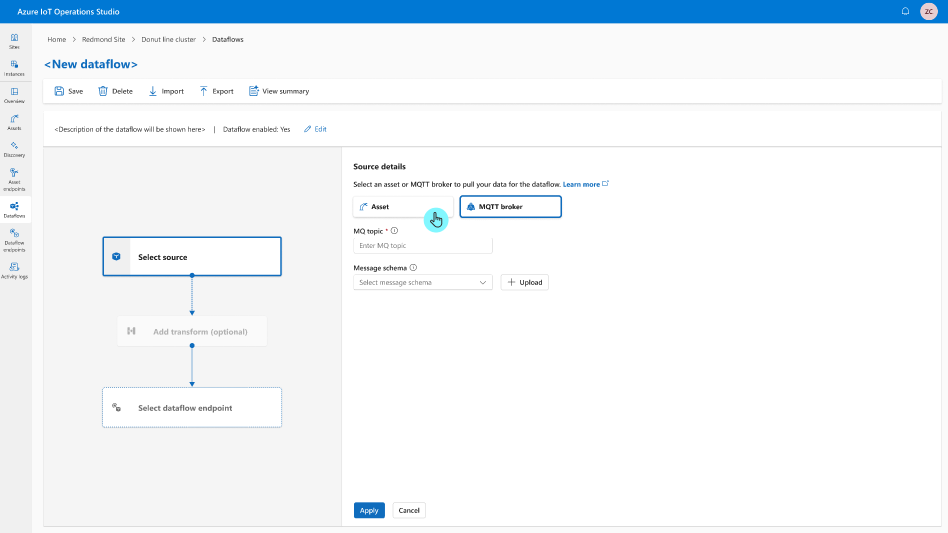 Azure IoT Operations Studio
ZC
Home > Redmond Site > Donut line cluster > Dataflows
<New dataflow>
Save Delete Import Export View summary
<Description of the dataflow will be shown here> | Dataflow enabled: Yes Edit
Sites
Instances
Overview
Assets
Discovery
Asset
endpoints
Dataflows
Dataflow
endpoints
Activity logs
Select source
Add transform (optional)
Select dataflow endpoint
Source details
Select an asset or MQTT broker to pull your data for the dataflow. Learn more
Asset MQTT broker
MQ topic *
Enter MQ topic
Message schema
Select message schema + Upload
Apply Cancel